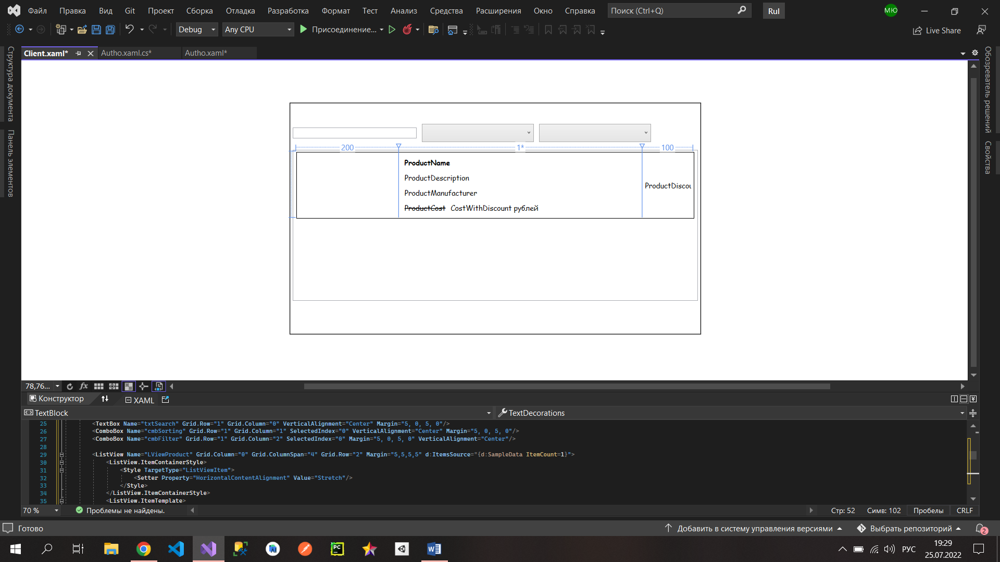 Файл Правка Вид Git Проект Сборка Отладка Разработка Формат Тест Анализ Средства Расширения Окно Справка Поиск (Ctrl+Q) Rul МЮ
Debug Any CPU Присоединение... Live Share
Client.xaml* Autho.xaml.cs* Autho.xaml*
Структура документа
Панель элементов
Обозреватель решений
Свойства
200 1* 100
ProductName
ProductDescription
ProductDiscou
ProductManufacturer
ProductCost CostWithDiscount рублей
78,76... fx
Конструктор XAML
TextBlock TextDecorations
25 <TextBox Name="txtSearch" Grid.Row="1" Grid.Column="0" VerticalAlignment="Center" Margin="5, 0, 5, 0"/>
26 <ComboBox Name="cmbSorting" Grid.Row="1" Grid.Column="1" SelectedIndex="0" VerticalAlignment="Center" Margin="5, 0, 5, 0"/>
27 <ComboBox Name="cmbFilter" Grid.Row="1" Grid.Column="2" SelectedIndex="0" Margin="5, 0, 5, 0" VerticalAlignment="Center"/>
28
29 <ListView Name="LViewProduct" Grid.Column="0" Grid.ColumnSpan="4" Grid.Row="2" Margin="5,5,5,5" d:ItemsSource="{d:SampleData ItemCount=1}">
30 <ListView.ItemContainerStyle>
31 <Style TargetType="ListViewItem">
32 <Setter Property="HorizontalContentAlignment" Value="Stretch"/>
33 </Style>
34 </ListView.ItemContainerStyle>
35 <ListView.ItemTemplate>
70 % Проблемы не найдены. Стр: 52 Симв: 102 Пробелы CRLF
Готово Добавить в систему управления версиями Выбрать репозиторий 2
PC W РУС 19:29
25.07.2022